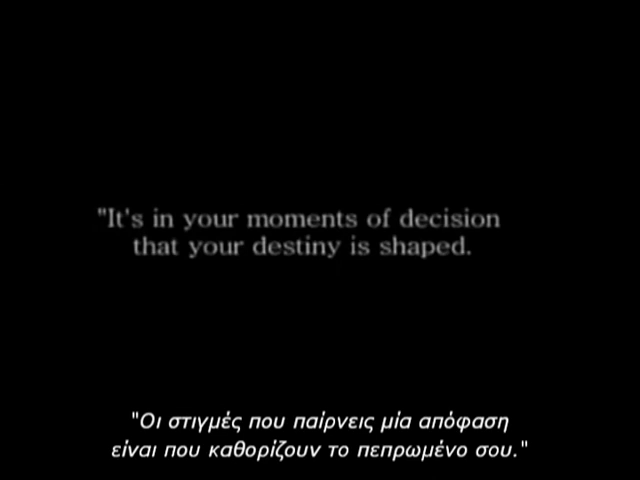 "It's in your moments of decision
that your destiny is shaped.
"Οι στιγμές που παίρνεις μία απόφαση
είναι που καθορίζουν το πεπρωμένο σου."